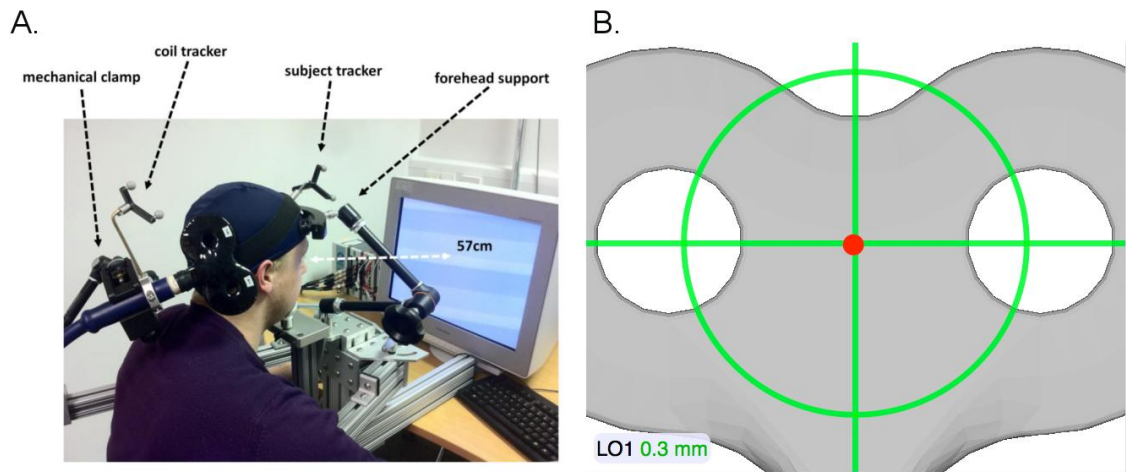 A.
B.
coil tracker
mechanical clamp
subject tracker
forehead support
57cm
LO1 0.3 mm